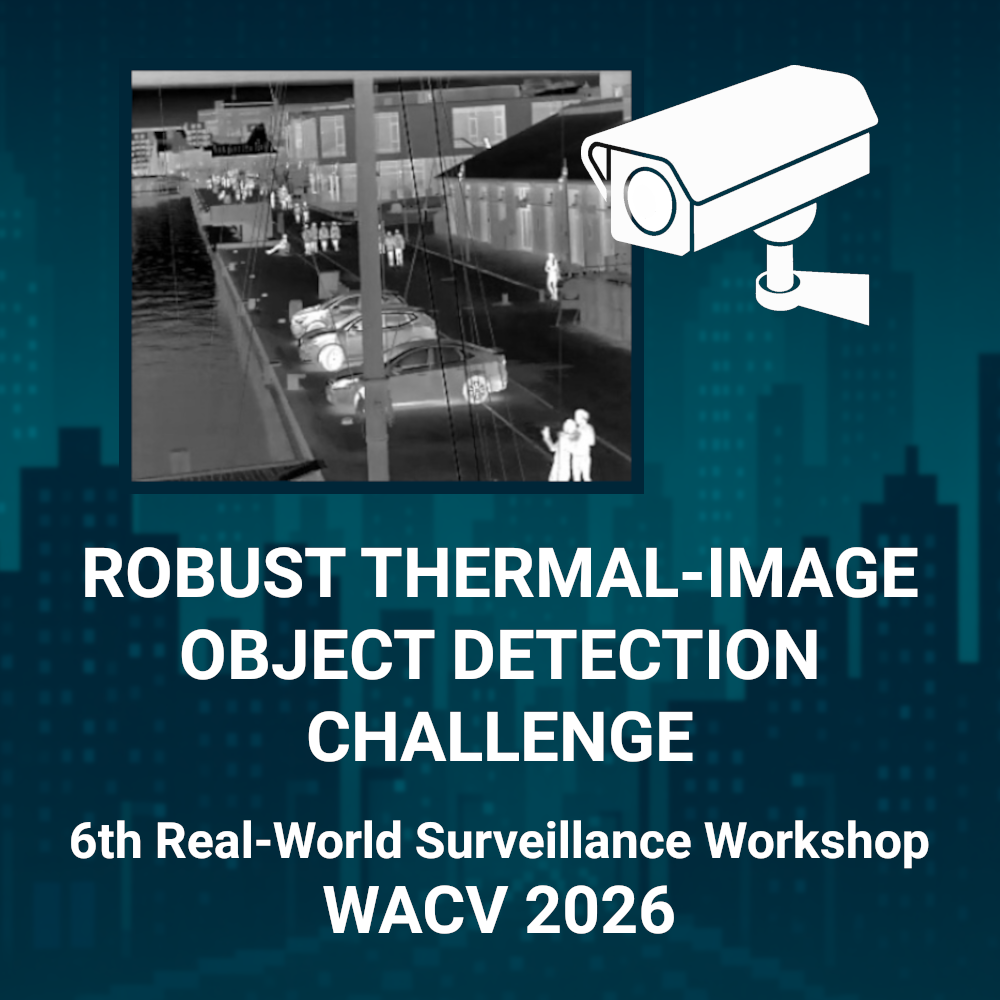 ROBUST THERMAL-IMAGE
OBJECT DETECTION
CHALLENGE
6th Real-World Surveillance Workshop
WACV 2026